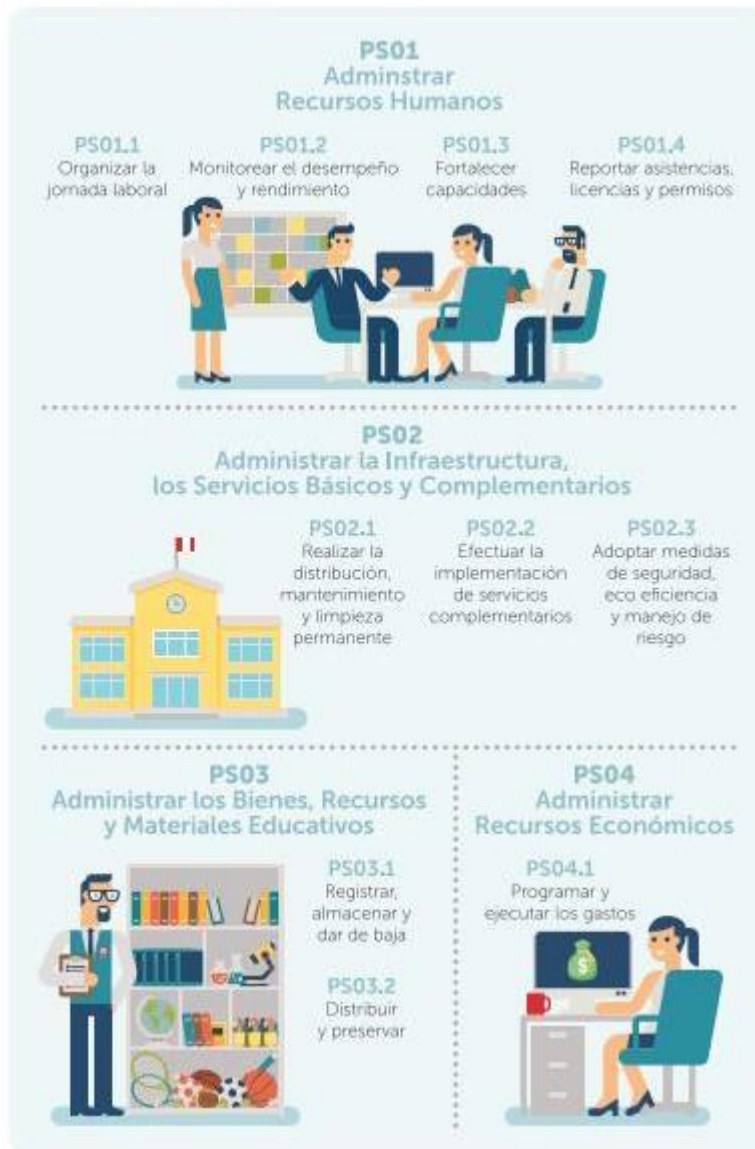 PS01
Adminstrar
Recursos Humanos
PS01.1
Organizar la
jornada laboral
PS01.2
Monitorear el desempeño
y rendimiento
PS01.3
Fortalecer
capacidades
PS01.4
Reportar asistencias,
licencias y permisos
PS02
Administrar la Infraestructura,
los Servicios Básicos y Complementarios
PS02.1
Realizar la
distribución,
mantenimiento
y limpieza
permanente
PS02.2
Efectuar la
implementación
de servicios
complementarios
PS02.3
Adoptar medidas
de seguridad,
eco eficiencia
y manejo de
riesgo
PS03
Administrar los Bienes, Recursos
y Materiales Educativos
PS03.1
Registrar,
almacenar y
dar de baja
PS03.2
Distribuir
y preservar
PS04
Administrar
Recursos Económicos
PS04.1
Programar y
ejecutar los gastos
$